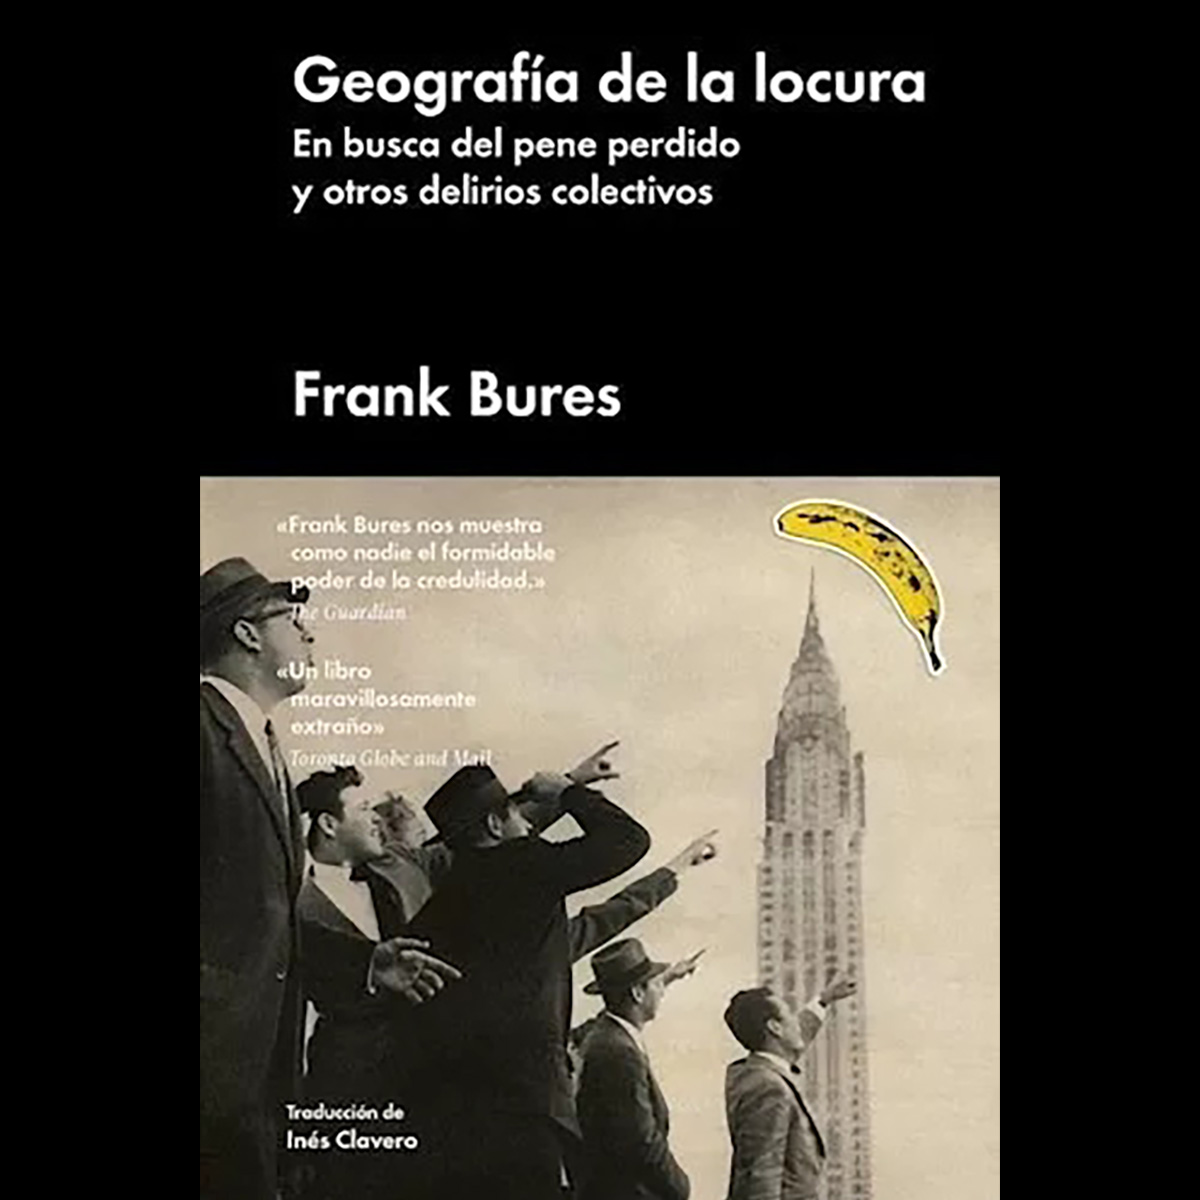 Geografía de la locura
En busca del pene perdido
y otros delirios colectivos
Frank Bures
«Frank Bures nos muestra
como nadie el formidable
poder de la credulidad.»
The Guardian
«Un libro
maravillosamente
extraño»
Toronto Globe and Mail
Traducción de
Inés Clavero